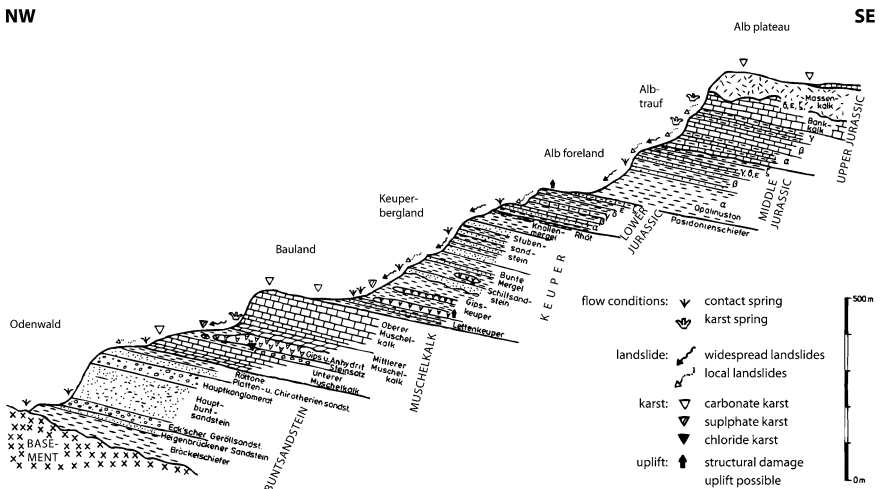 NW
SE
Alb plateau
Alb-
trauf
Massen-
kalk
δ, ε, ζ
Bank-
kalk
γ
β
α
UPPER JURASSIC
Alb foreland
γ, δ, ε
ζ
β
α
Opalinuston
MIDDLE
JURASSIC
Posidonienschiefer
LOWER
JURASSIC
Keuper-
bergland
Knollen-
mergel
Rhät
Stuben-
sand-
stein
Bunte
Mergel
Schilfsand-
stein
Gips-
keuper
Lettenkeuper
KEUPER
Bauland
Oberer
Muschel-
kalk
Mittlerer
Muschel-
kalk
Gips u. Anhydrit
Steinsalz
Unterer
Muschelkalk
MUSCHELKALK
Odenwald
Röttone
Platten- u. Chirotheriensandst.
Hauptkonglomerat
Haupt-
bunt-
sandstein
Eck'scher Geröllsandst.
Heigenbrückener Sandstein
Bröckelschiefer
BUNTSANDSTEIN
BASE-
MENT
flow conditions: contact spring
karst spring
landslide: widespread landslides
local landslides
karst: carbonate karst
suplphate karst
chloride karst
uplift: structural damage
uplift possible
500m
0m